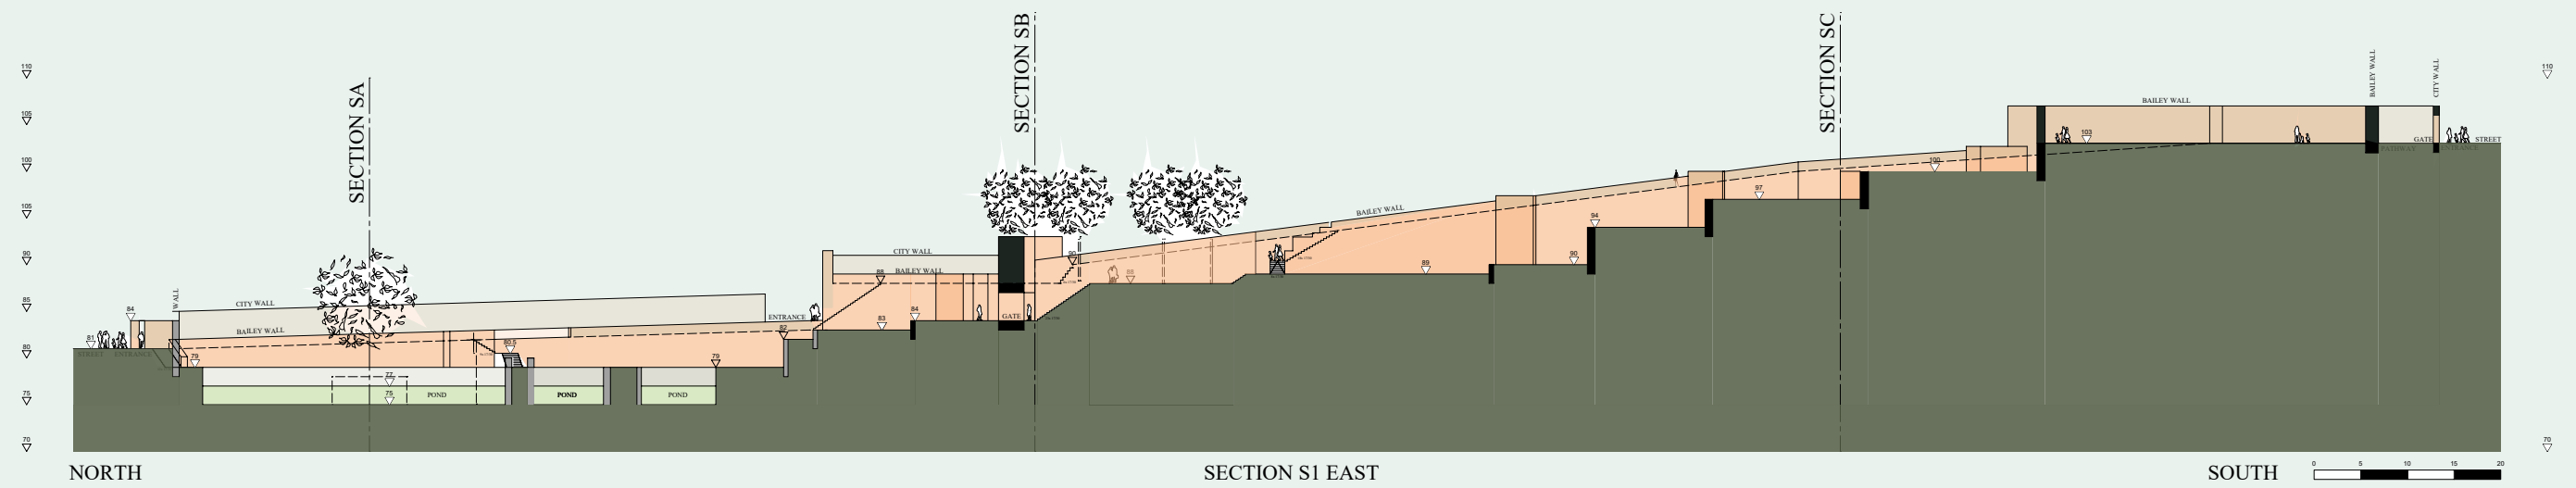 SECTION SA
SECTION SB
SECTION SC
110
105
100
105
90
85
80
75
70
110
70
81
84
WALL
STREET
ENTRANCE
CITY WALL
BAILEY WALL
79
77
75
POND
80.5
POND
POND
79
ENTRANCE
82
CITY WALL
BAILEY WALL
88
83
84
GATE
90
88
BAILEY WALL
89
90
94
97
100
BAILEY WALL
103
BAILEY WALL
CITY WALL
GATE
STREET
PATHWAY
ENTRANCE
NORTH
SECTION S1 EAST
SOUTH
0 5 10 15 20